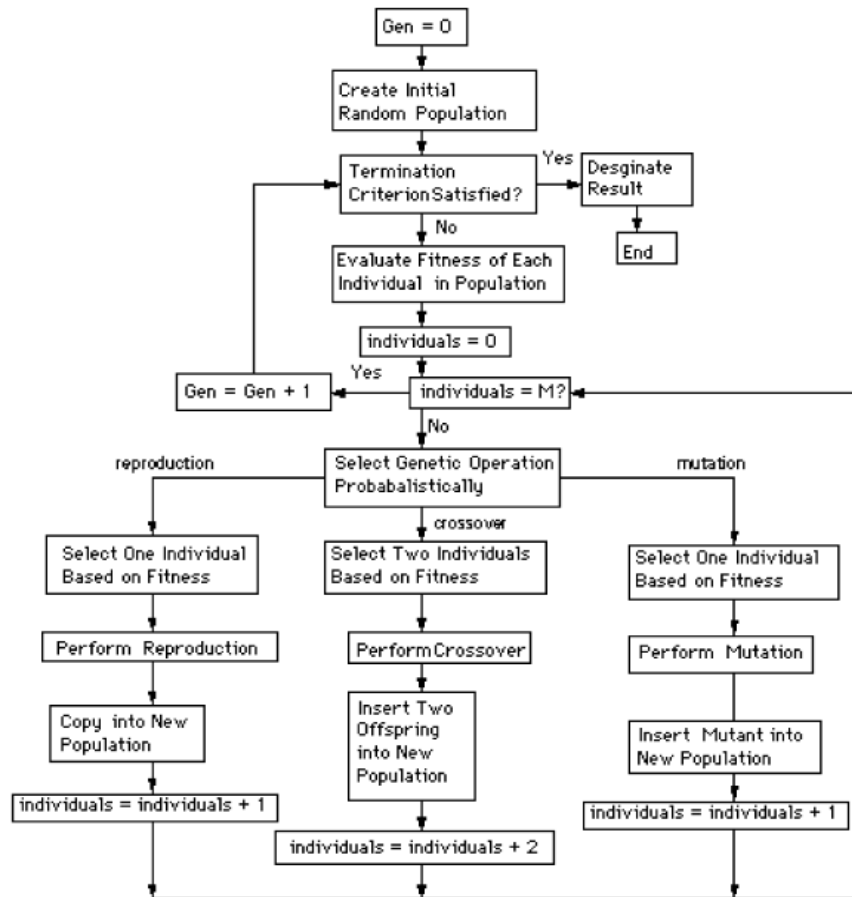 Gen = 0
Create Initial
Random Population
Termination
Criterion Satisfied?
Yes
Desginate
Result
End
No
Evaluate Fitness of Each
Individual in Population
individuals = 0
Yes
Gen = Gen + 1
individuals = M?
No
reproduction
Select Genetic Operation
Probabalistically
mutation
crossover
Select One Individual
Based on Fitness
Select Two Individuals
Based on Fitness
Select One Individual
Based on Fitness
Perform Reproduction
Perform Crossover
Perform Mutation
Copy into New
Population
Insert Two
Offspring
into New
Population
Insert Mutant into
New Population
individuals = individuals + 1
individuals = individuals + 2
individuals = individuals + 1